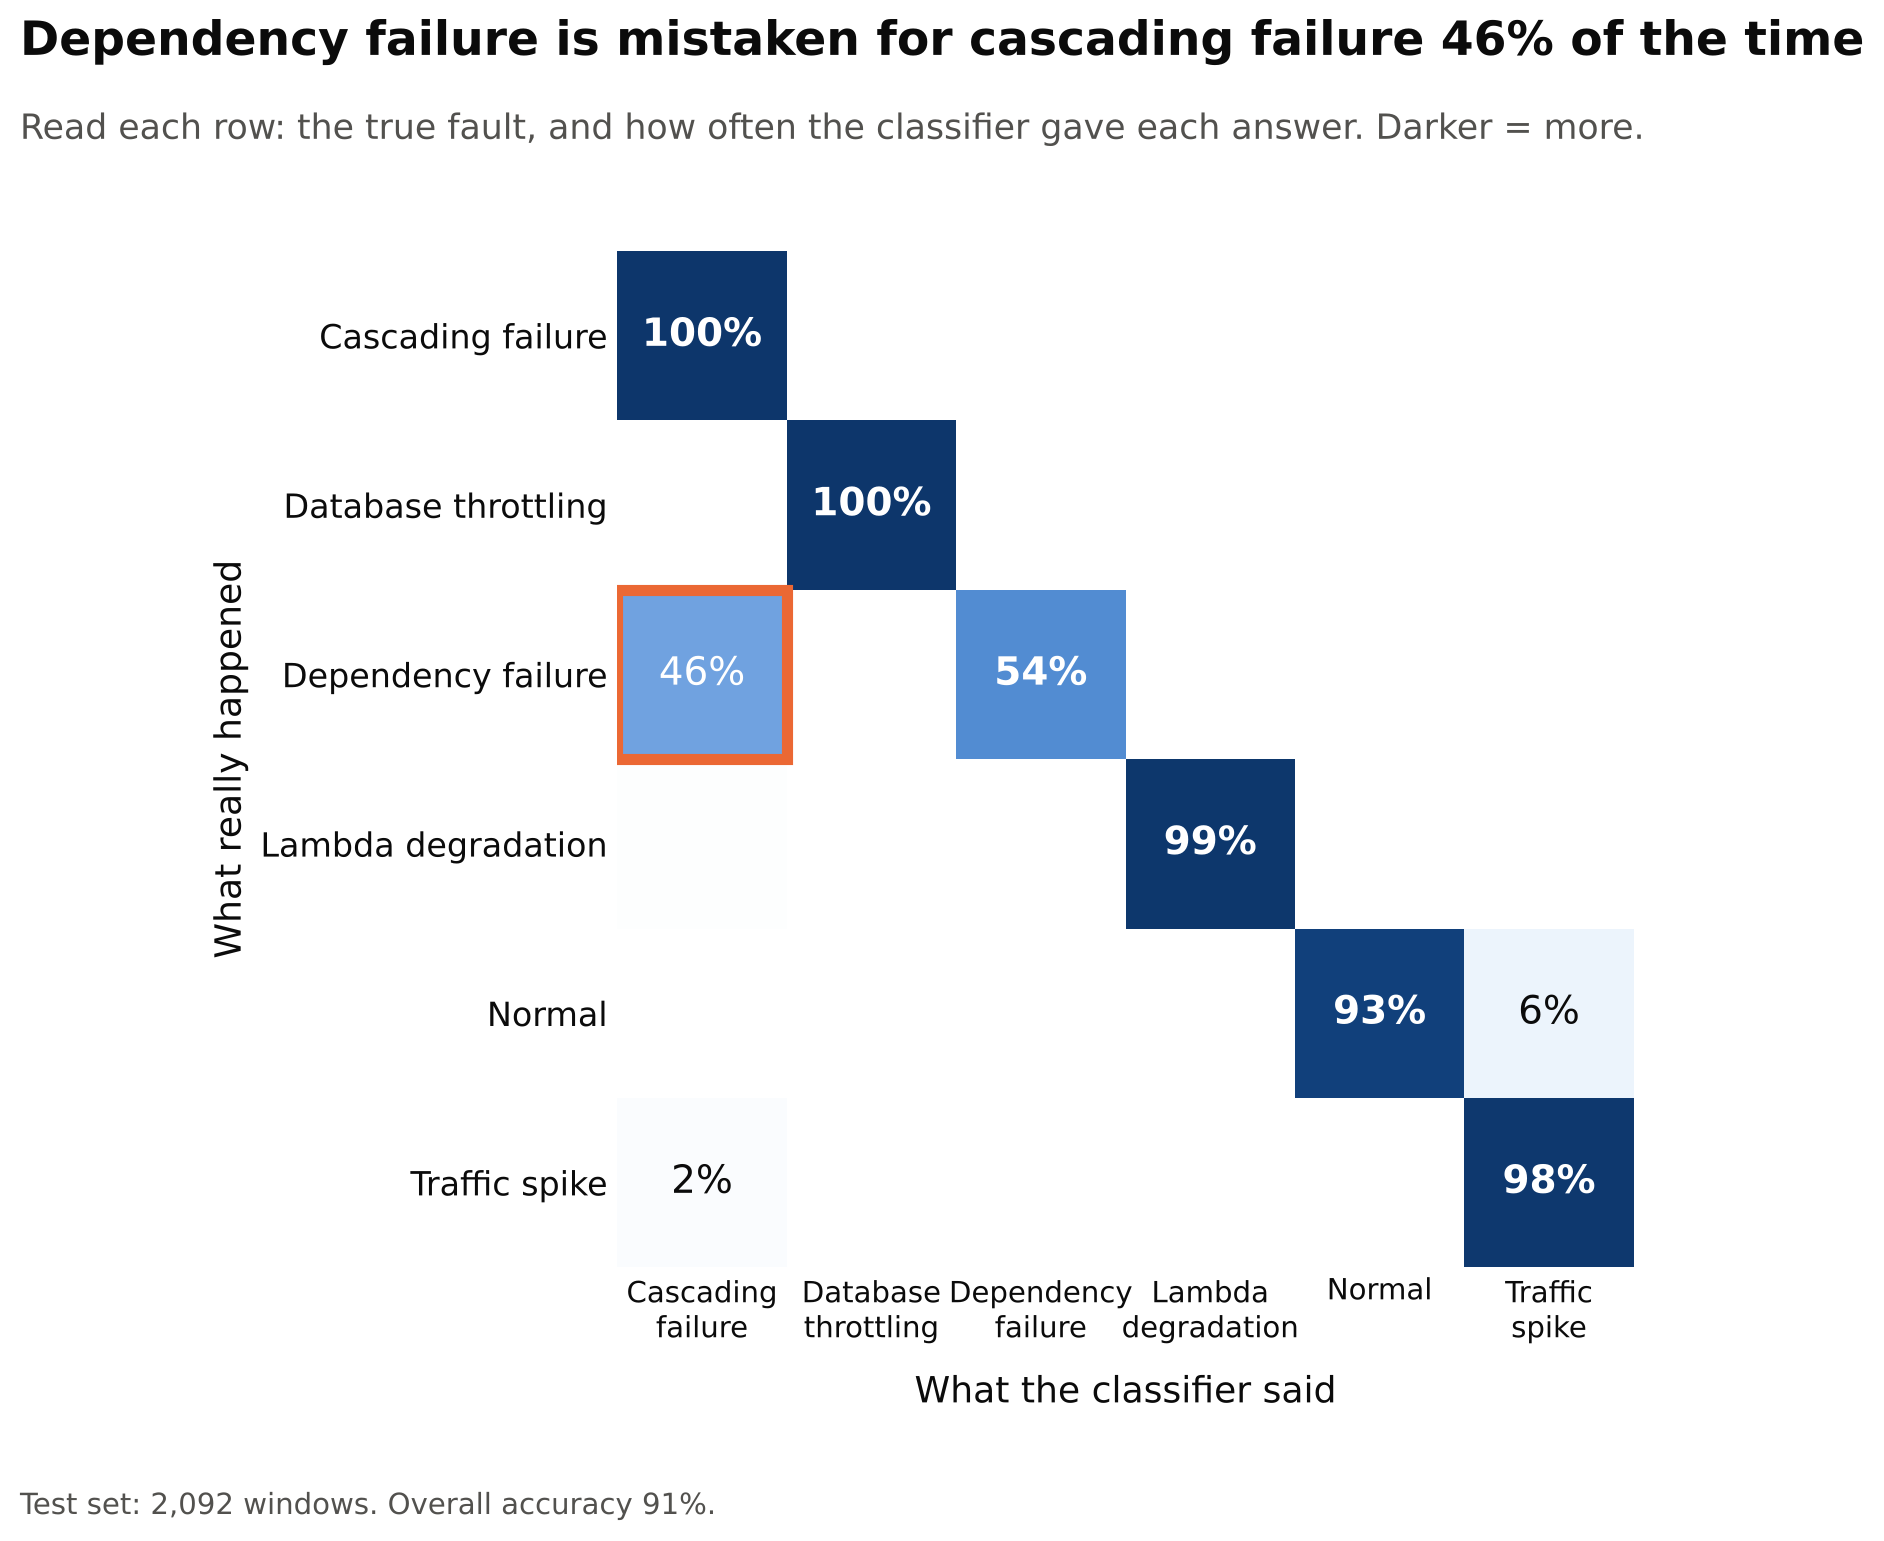 Dependency failure is mistaken for cascading failure 46% of the time
Read each row: the true fault, and how often the classifier gave each answer. Darker = more.
What really happened
Cascading failure
100%
Database throttling
100%
Dependency failure
46%
54%
Lambda degradation
99%
Normal
93%
6%
Traffic spike
2%
98%
Cascading
failure
Database
throttling
Dependency
failure
Lambda
degradation
Normal
Traffic
spike
What the classifier said
Test set: 2,092 windows. Overall accuracy 91%.